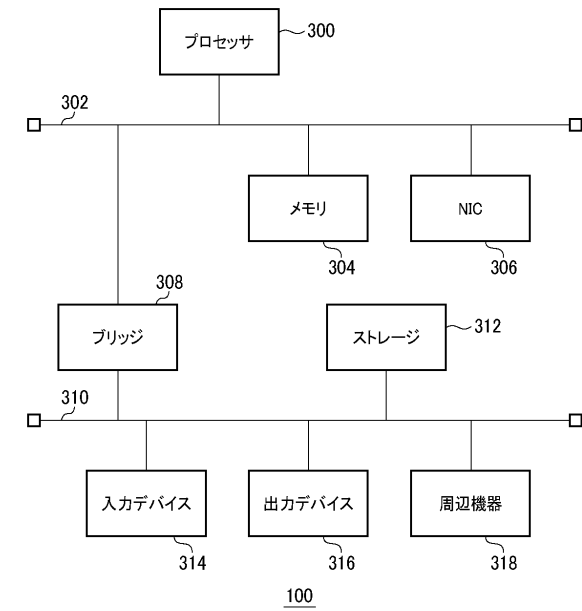 プロセッサ
300
302
メモリ
304
NIC
306
308
ブリッジ
ストレージ
312
310
入力デバイス
314
出力デバイス
316
周辺機器
318
100